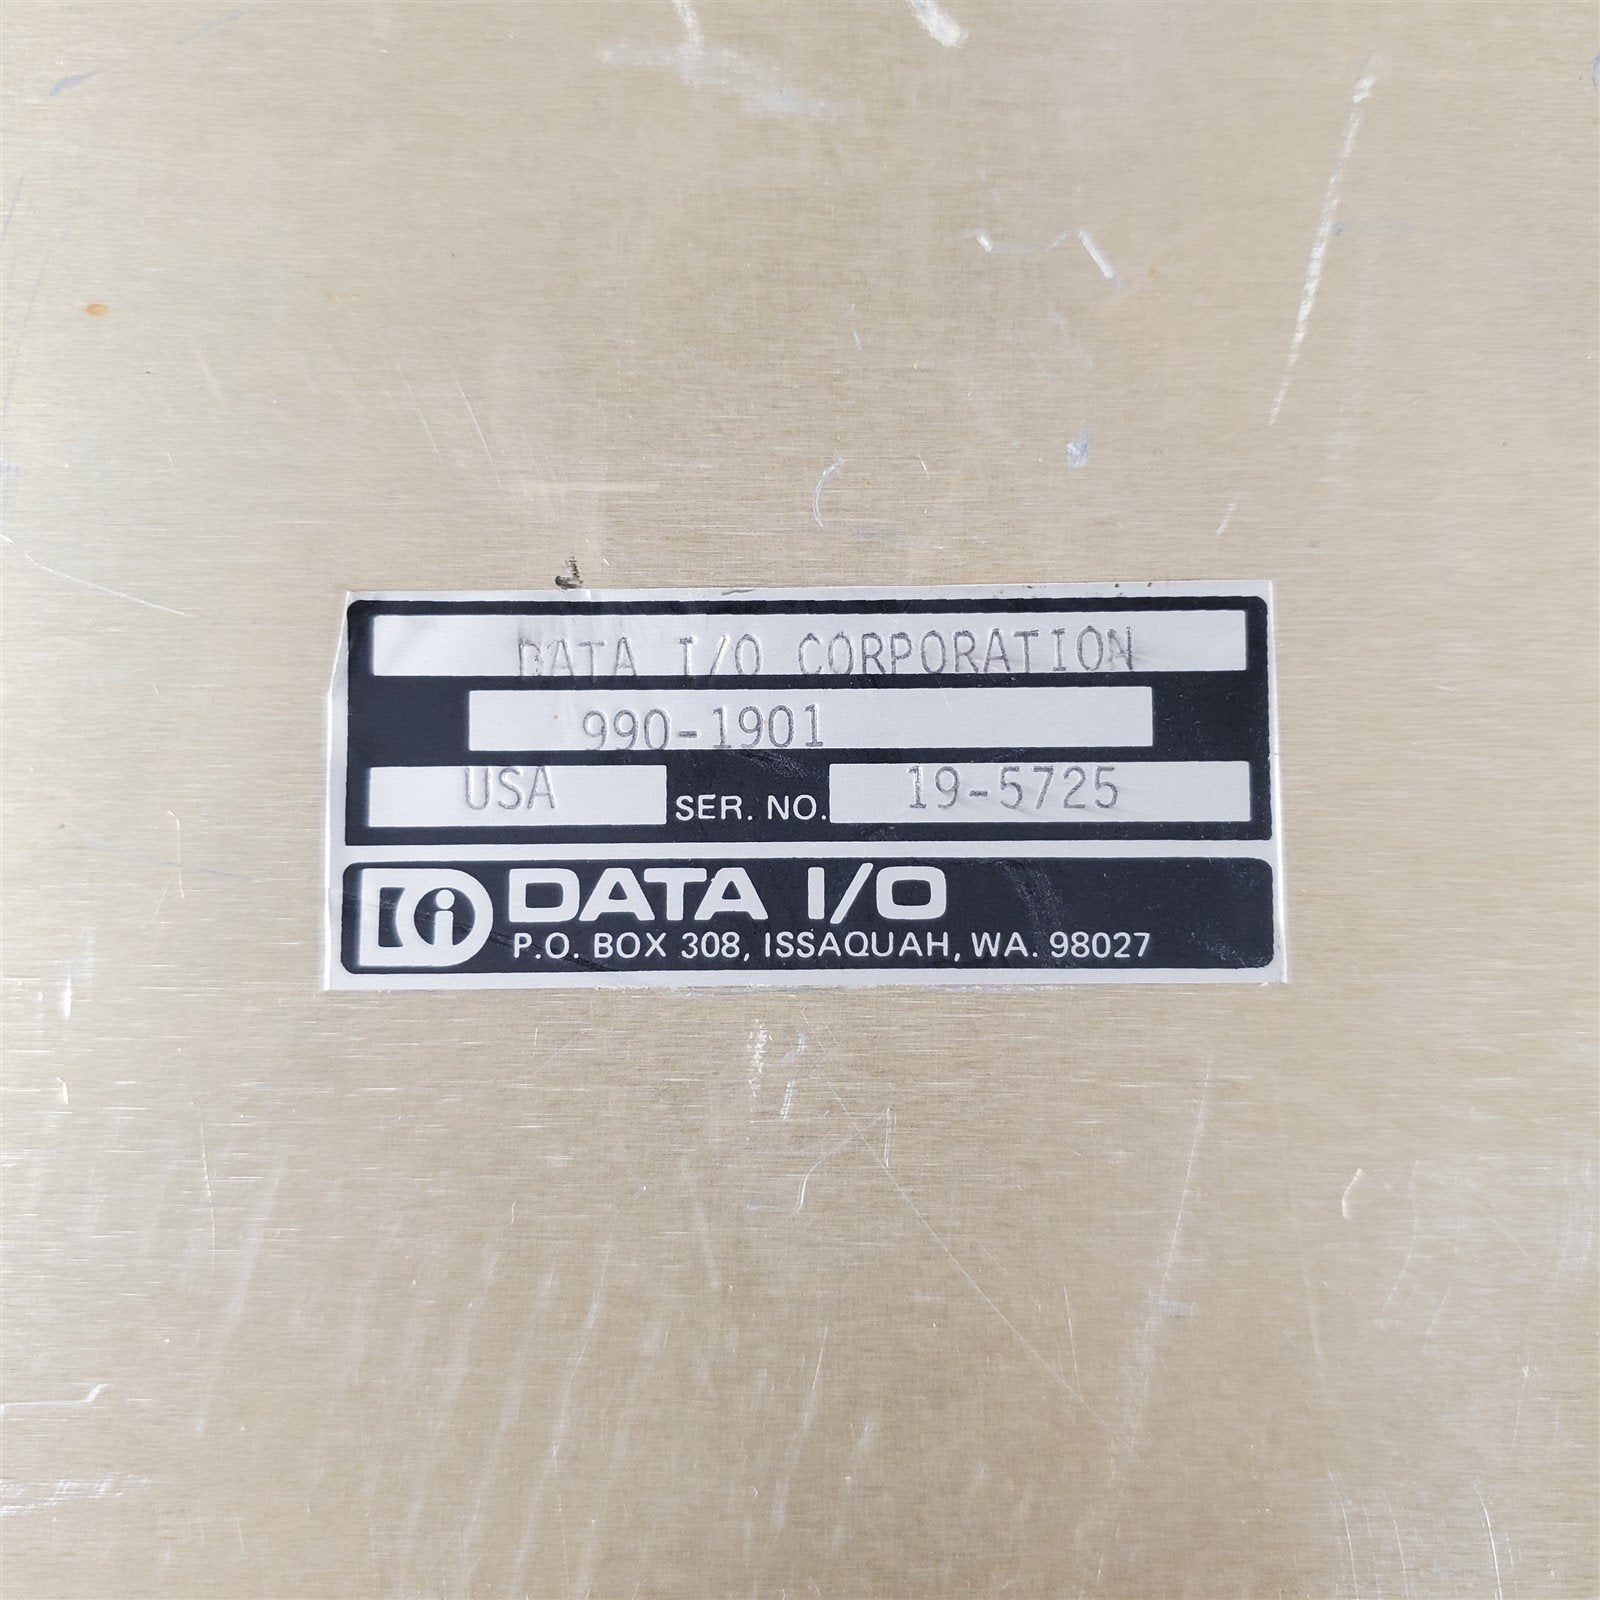 DATA I/O CORPORATION
990-1901
USA SER. NO. 19-5725
DATA I/O
P.O. BOX 308, ISSAQUAH, WA. 98027